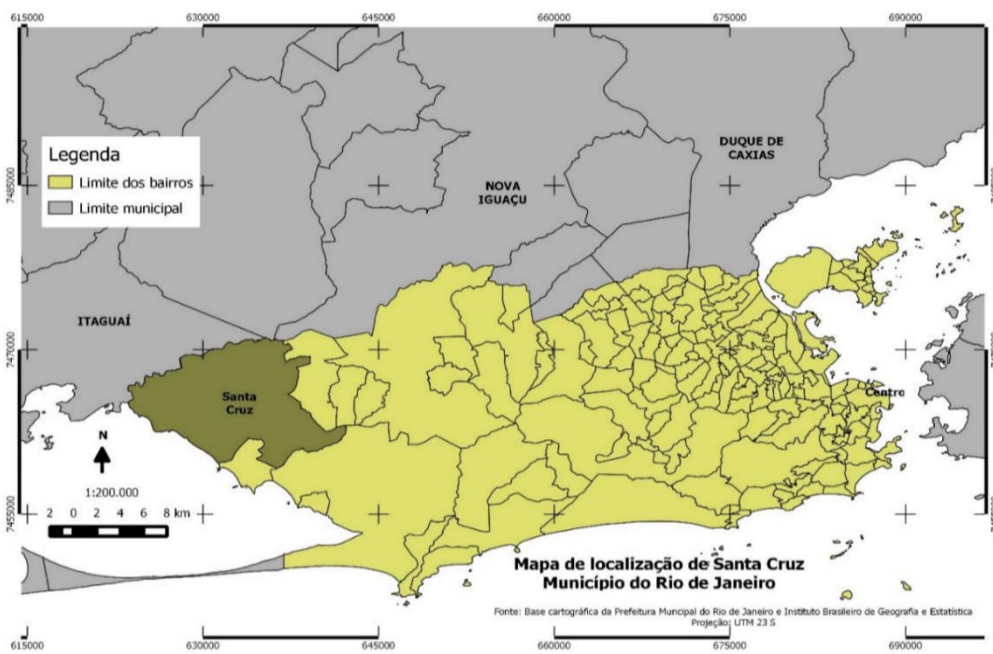 615000 630000 645000 660000 675000 690000
DUQUE DE
CAXIAS
Legenda
Limite dos bairros
Limite municipal
7485000
NOVA
IGUAÇU
ITAGUAÍ
7470000
Santa
Cruz
Centro
N
1:200.000
2 0 2 4 6 8 km
7455000
Mapa de localização de Santa Cruz
Município do Rio de Janeiro
Fonte: Base cartográfica da Prefeitura Muncipal do Rio de Janeiro e Instituto Brasileiro de Geografia e Estatística
Projeção: UTM 23 S
615000 630000 645000 660000 675000 690000